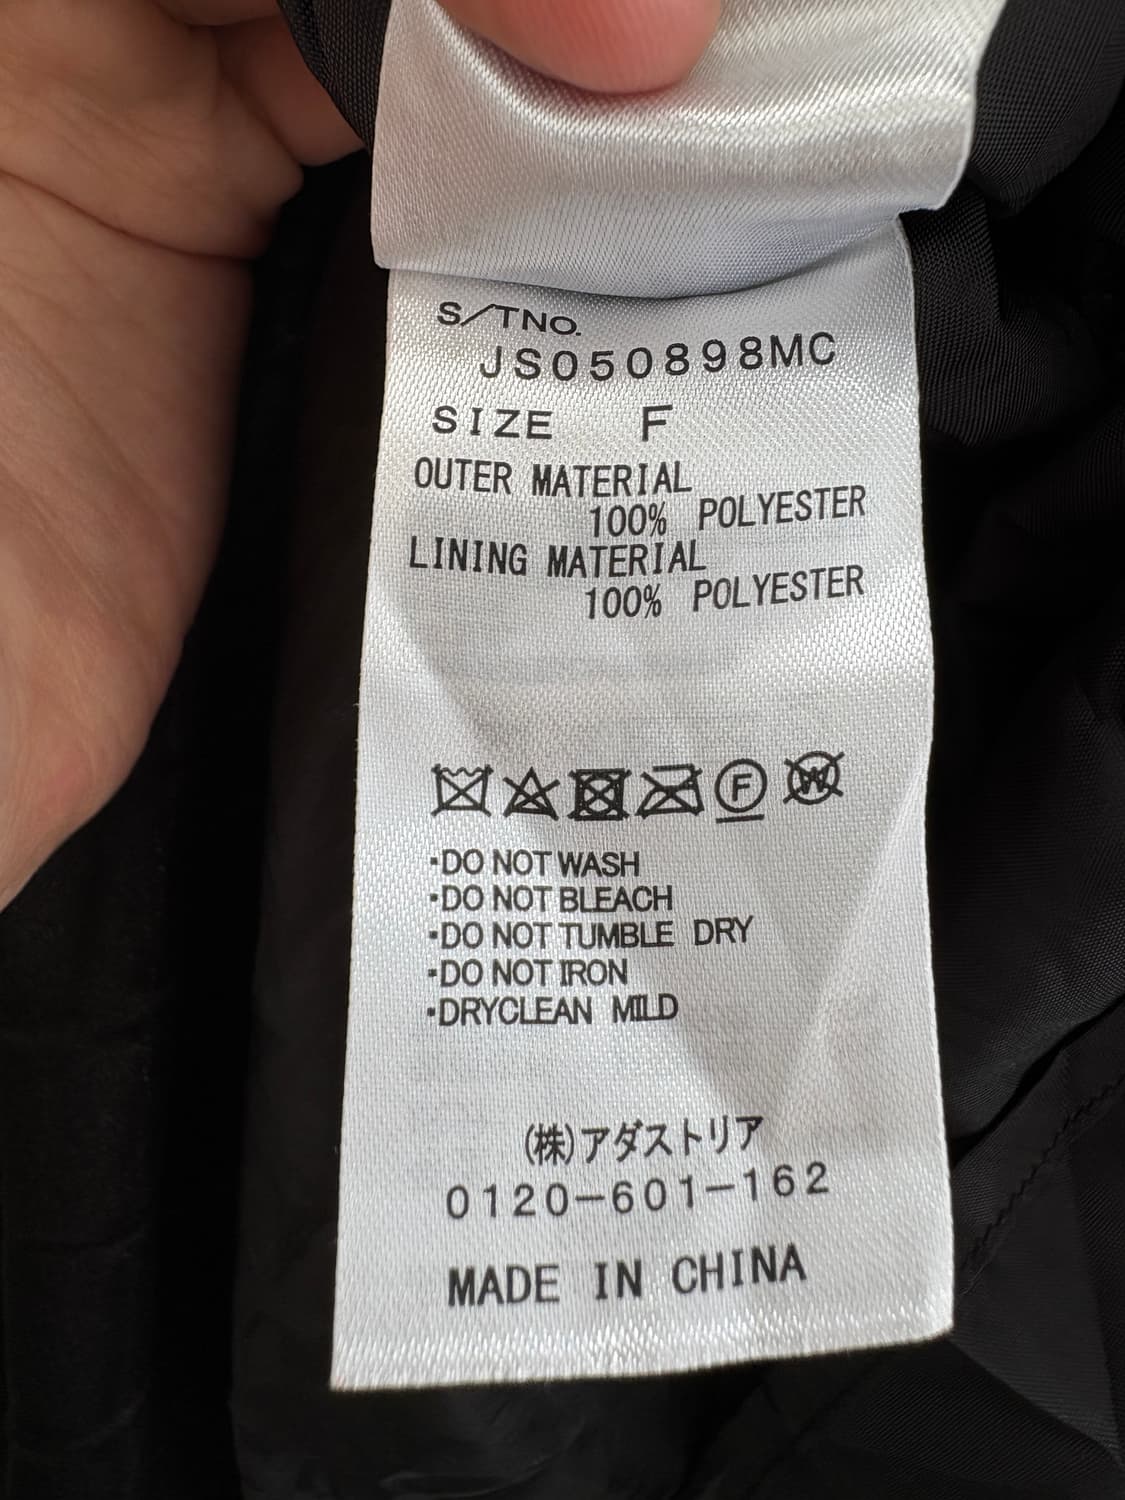 S/TNO.
JS050898MC
SIZE F
OUTER MATERIAL
100% POLYESTER
LINING MATERIAL
100% POLYESTER
F W
・DO NOT WASH
・DO NOT BLEACH
・DO NOT TUMBLE DRY
・DO NOT IRON
・DRYCLEAN MILD
(株)アダストリア
0120-601-162
MADE IN CHINA